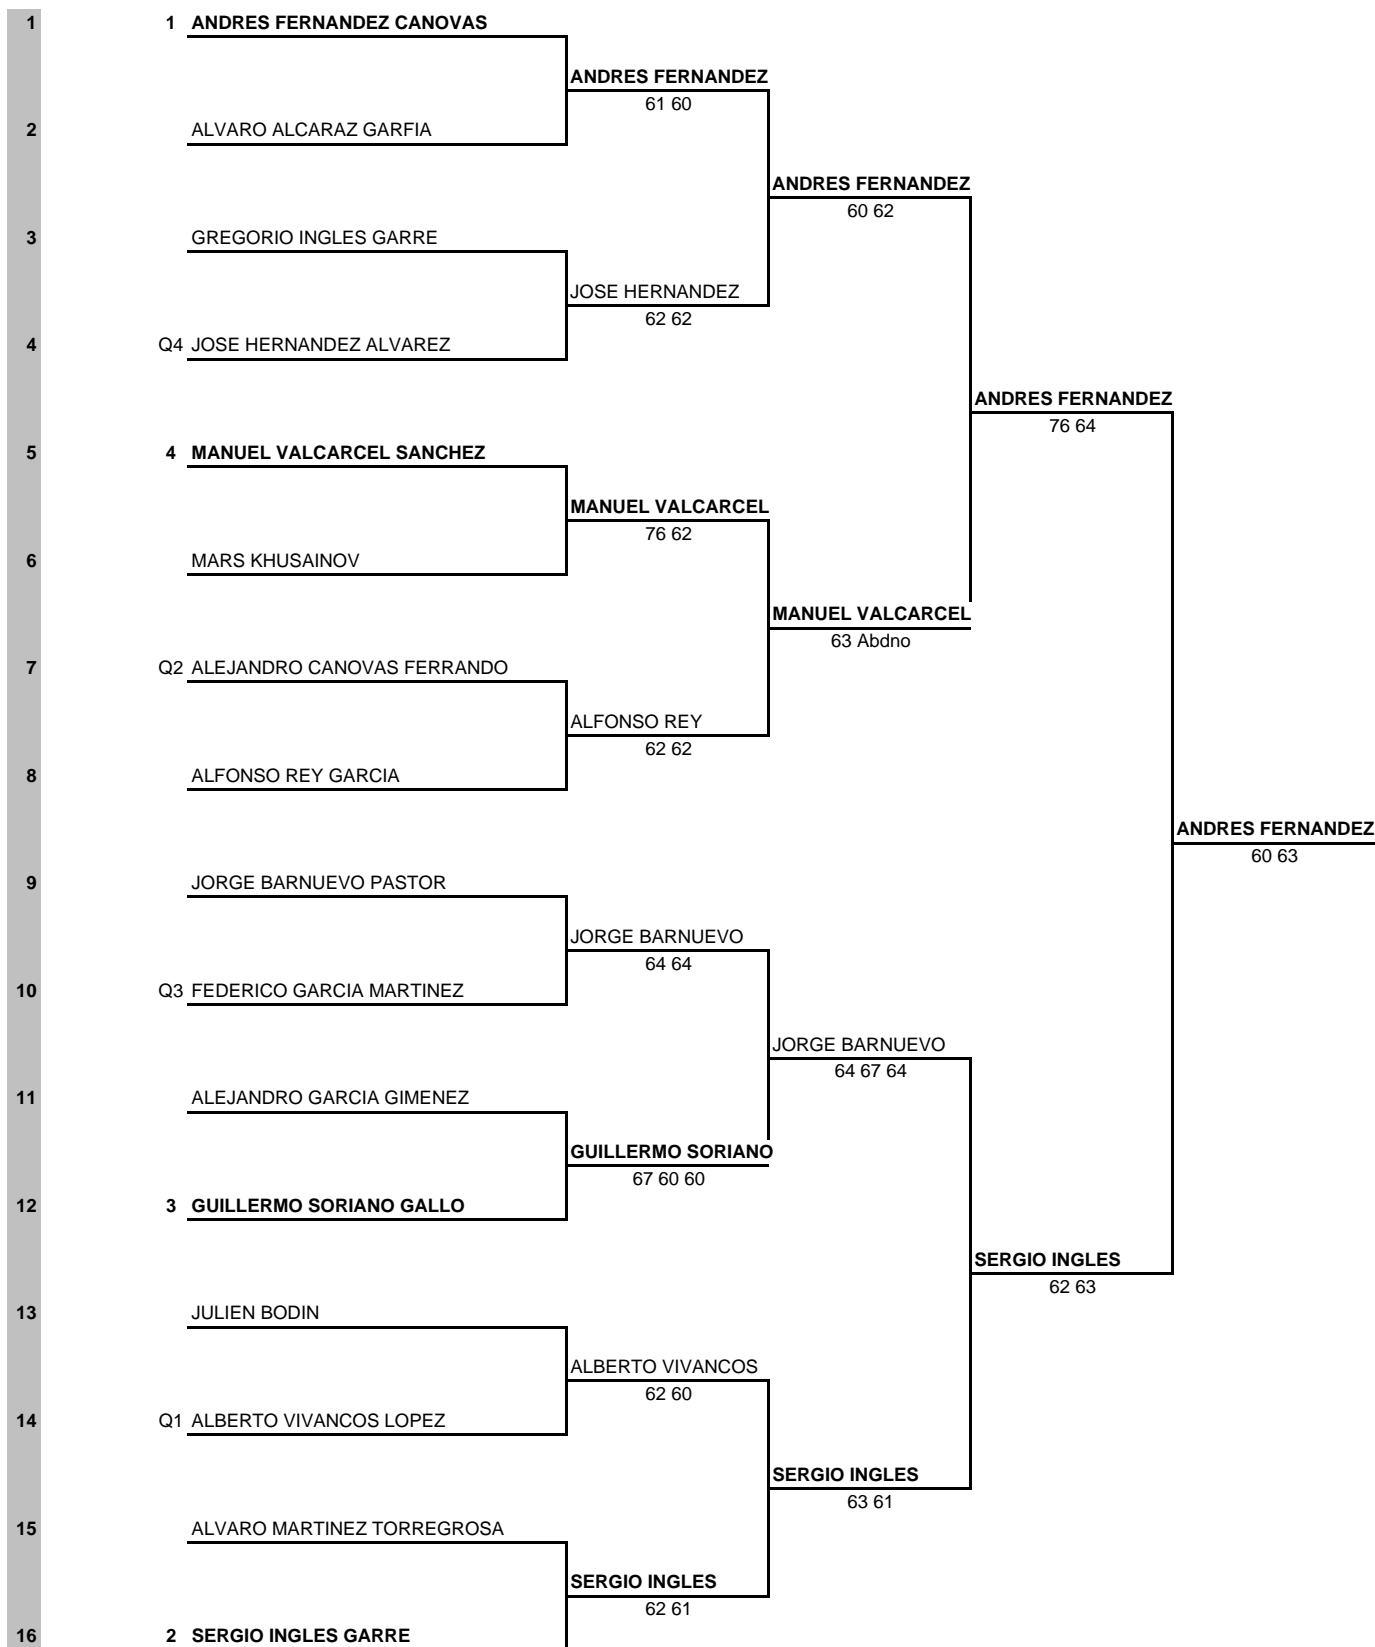 1 1 ANDRES FERNANDEZ CANOVAS
ANDRES FERNANDEZ
61 60
2 ALVARO ALCARAZ GARFIA
ANDRES FERNANDEZ
60 62
3 GREGORIO INGLES GARRE
JOSE HERNANDEZ
62 62
4 Q4 JOSE HERNANDEZ ALVAREZ
ANDRES FERNANDEZ
76 64
5 4 MANUEL VALCARCEL SANCHEZ
MANUEL VALCARCEL
76 62
6 MARS KHUSAINOV
MANUEL VALCARCEL
63 Abdno
7 Q2 ALEJANDRO CANOVAS FERRANDO
ALFONSO REY
62 62
8 ALFONSO REY GARCIA
ANDRES FERNANDEZ
60 63
9 JORGE BARNUEVO PASTOR
JORGE BARNUEVO
64 64
10 Q3 FEDERICO GARCIA MARTINEZ
JORGE BARNUEVO
64 67 64
11 ALEJANDRO GARCIA GIMENEZ
GUILLERMO SORIANO
67 60 60
12 3 GUILLERMO SORIANO GALLO
SERGIO INGLES
62 63
13 JULIEN BODIN
ALBERTO VIVANCOS
62 60
14 Q1 ALBERTO VIVANCOS LOPEZ
SERGIO INGLES
63 61
15 ALVARO MARTINEZ TORREGROSA
SERGIO INGLES
62 61
16 2 SERGIO INGLES GARRE